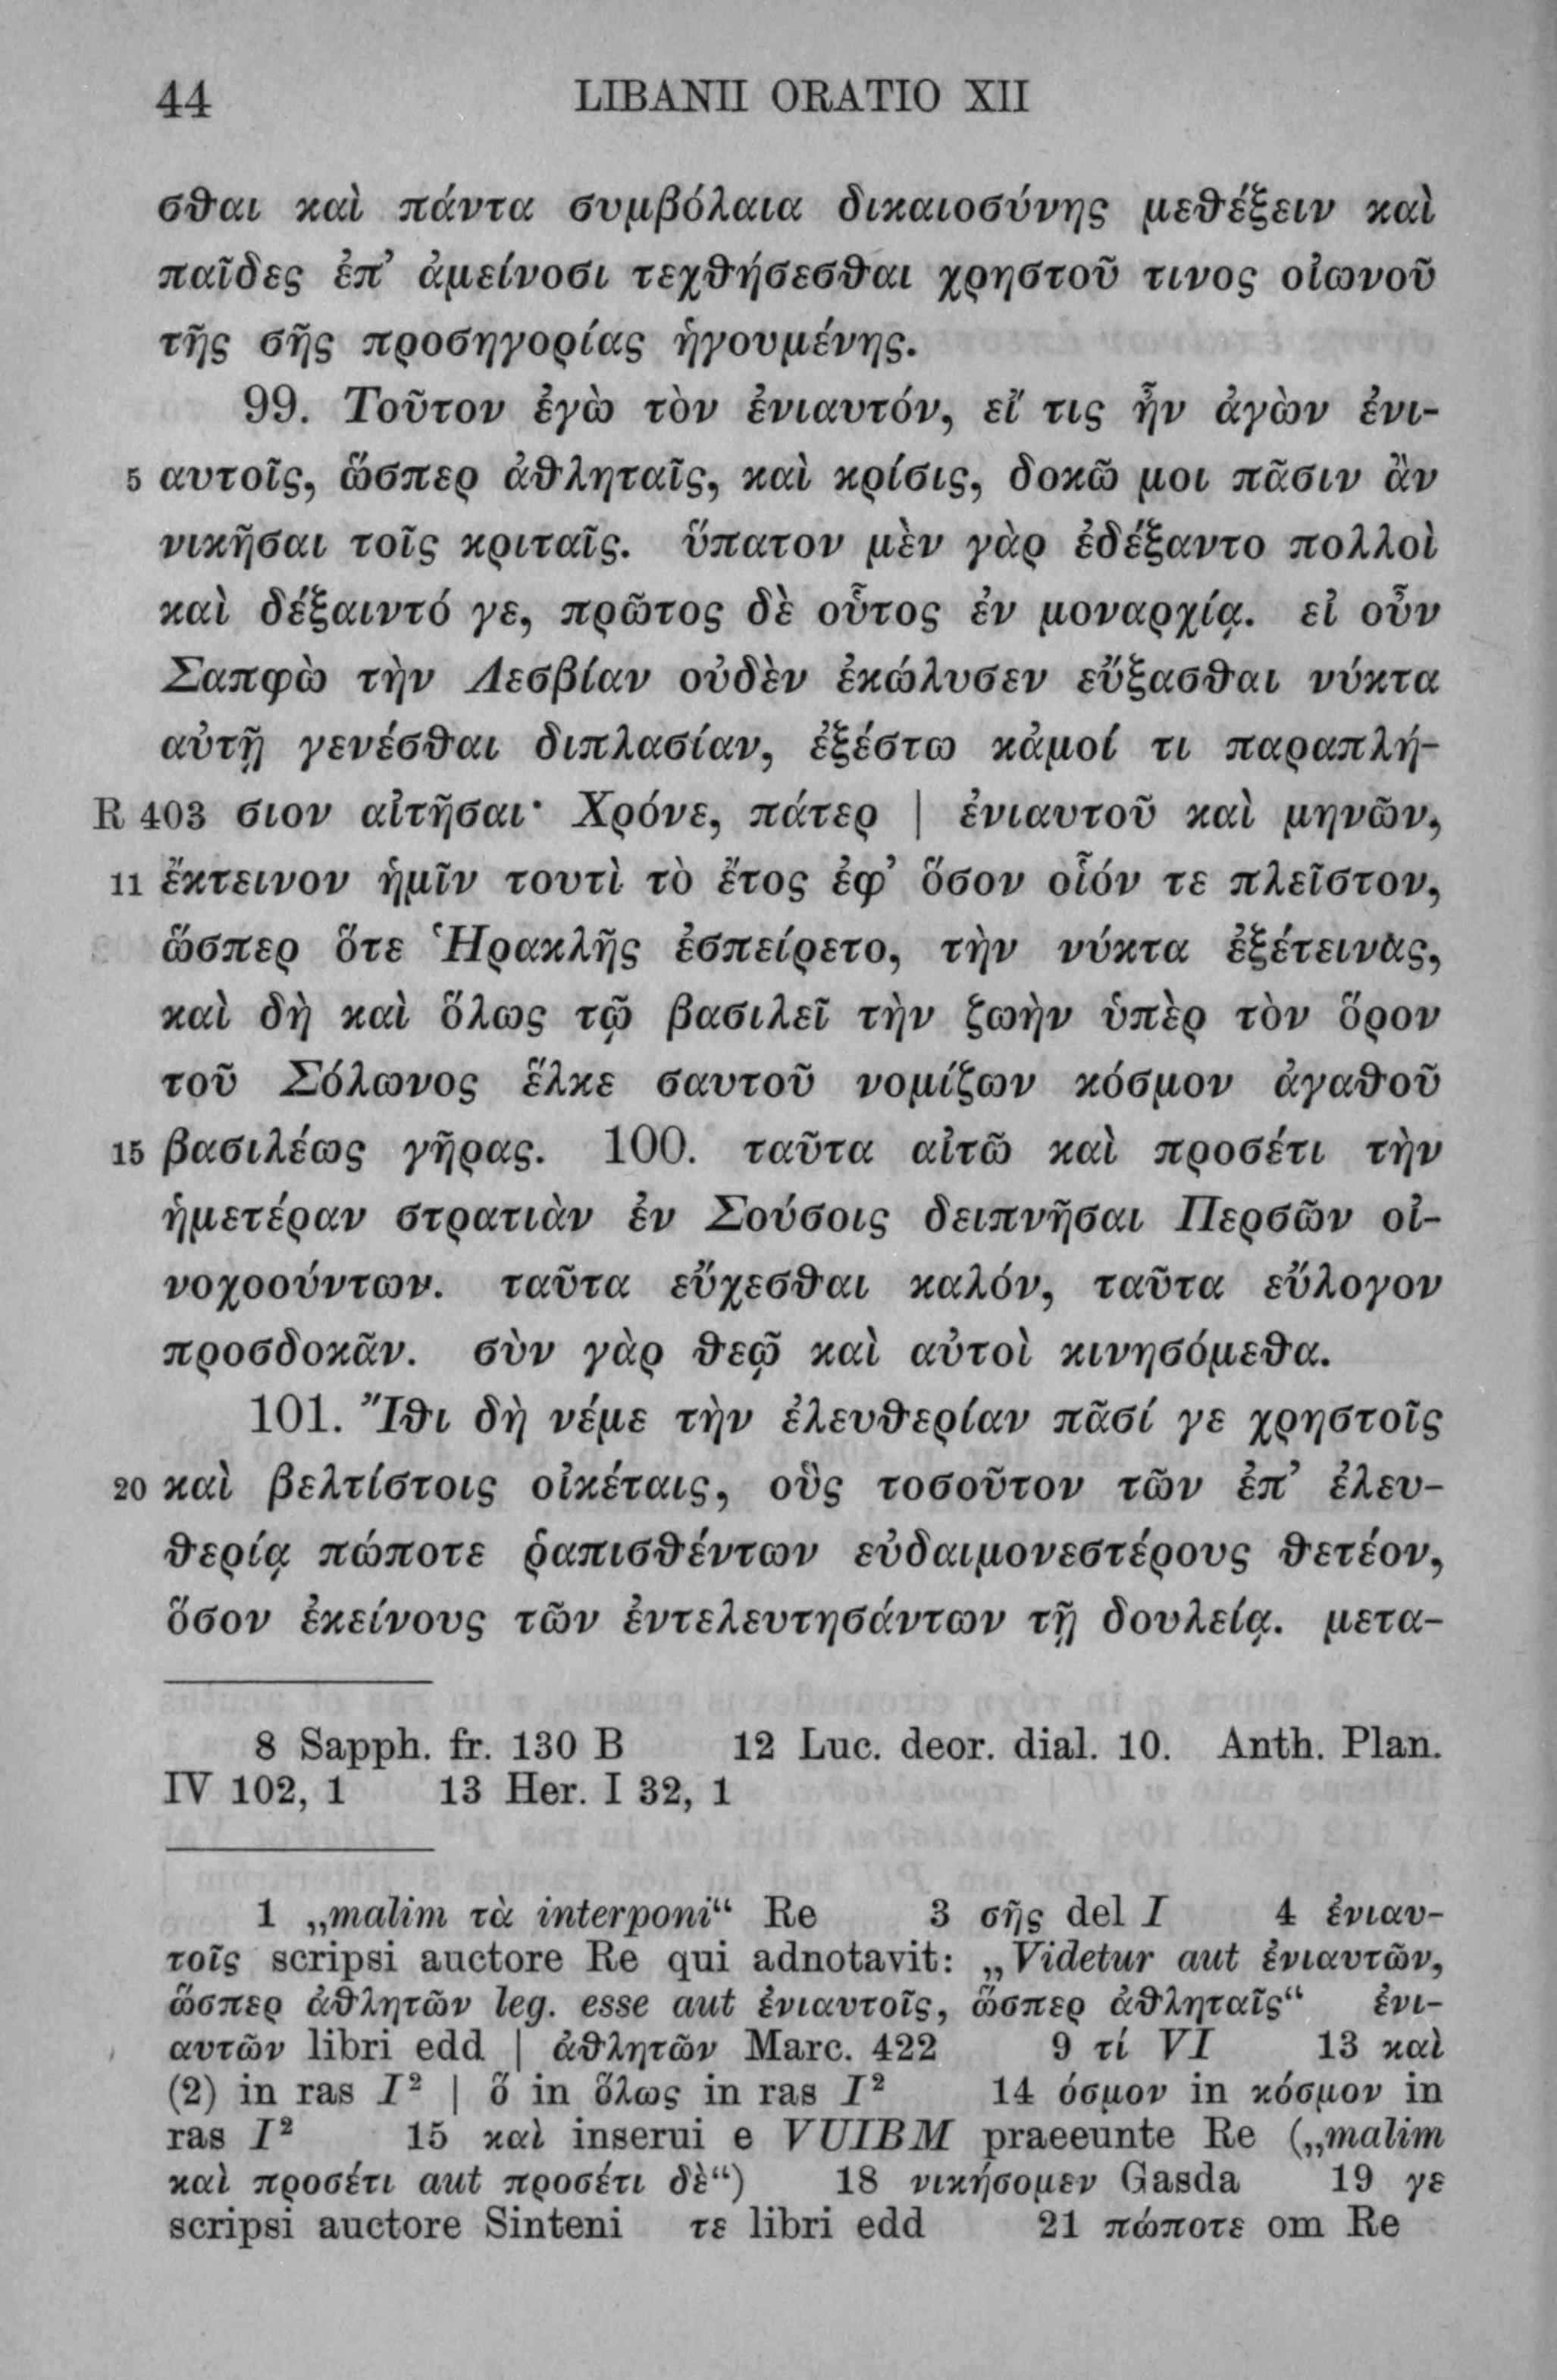 44 LIBANII ORATIO XII
σθαι καὶ πάντα συμβόλαια δικαιοσύνης μεθέξειν καὶ
παῖδες ἐπ’ ἀμείνοσι τεχθήσεσθαι χρηστοῦ τινος οἰωνοῦ
τῆς σῆς προσηγορίας ἡγουμένης.
99. Τοῦτον ἐγὼ τὸν ἐνιαυτόν, εἴ τις ἦν ἀγὼν ἐνι-
5 αυτοῖς, ὥσπερ ἀθληταῖς, καὶ κρίσις, δοκῶ μοι πᾶσιν ἂν
νικῆσαι τοῖς κριταῖς. ὕπατον μὲν γὰρ ἐδέξαντο πολλοὶ
καὶ δέξαιντό γε, πρῶτος δὲ οὗτος ἐν μοναρχίᾳ. εἰ οὖν
Σαπφὼ τὴν Λεσβίαν οὐδὲν ἐκώλυσεν εὔξασθαι νύκτα
αὐτῇ γενέσθαι διπλασίαν, ἐξέστω κἀμοί τι παραπλή-
R 403 σιον αἰτῆσαι· Χρόνε, πάτερ | ἐνιαυτοῦ καὶ μηνῶν,
11 ἔκτεινον ἡμῖν τουτὶ τὸ ἔτος ἐφ’ ὅσον οἷόν τε πλεῖστον,
ὥσπερ ὅτε Ἡρακλῆς ἐσπείρετο, τὴν νύκτα ἐξέτεινας,
καὶ δὴ καὶ ὅλως τῷ βασιλεῖ τὴν ζωὴν ὑπὲρ τὸν ὅρον
τοῦ Σόλωνος ἕλκε σαυτοῦ νομίζων κόσμον ἀγαθοῦ
15 βασιλέως γῆρας. 100. ταῦτα αἰτῶ καὶ προσέτι τὴν
ἡμετέραν στρατιὰν ἐν Σούσοις δειπνῆσαι Περσῶν οἰ-
νοχοούντων. ταῦτα εὔχεσθαι καλόν, ταῦτα εὔλογον
προσδοκᾶν. σὺν γὰρ θεῷ καὶ αὐτοὶ κινησόμεθα.
101. Ἴθι δὴ νέμε τὴν ἐλευθερίαν πᾶσί γε χρηστοῖς
20 καὶ βελτίστοις οἰκέταις, οὓς τοσοῦτον τῶν ἐπ’ ἐλευ-
θερίᾳ πώποτε ῥαπισθέντων εὐδαιμονεστέρους θετέον,
ὅσον ἐκείνους τῶν ἐντελευτησάντων τῇ δουλείᾳ. μετα-
8 Sapph. fr. 130 B 12 Luc. deor. dial. 10. Anth. Plan.
IV 102, 1 13 Her. I 32, 1
1 „malim τὰ interponi“ Re 3 σῆς del I 4 ἐνιαυ-
τοῖς scripsi auctore Re qui adnotavit: „Videtur aut ἐνιαυτῶν,
ὥσπερ ἀθλητῶν leg. esse aut ἐνιαυτοῖς, ὥσπερ ἀθληταῖς“ ἐνι-
αυτῶν libri edd | ἀθλητῶν Marc. 422 9 τί VI 13 καὶ
(2) in ras I² | ὅ in ὅλως in ras I² 14 όσμον in κόσμον in
ras I² 15 καὶ inserui e VUIBM praeeunte Re („malim
καὶ προσέτι aut προσέτι δὲ“) 18 νικήσομεν Gasda 19 γε
scripsi auctore Sinteni τε libri edd 21 πώποτε om Re